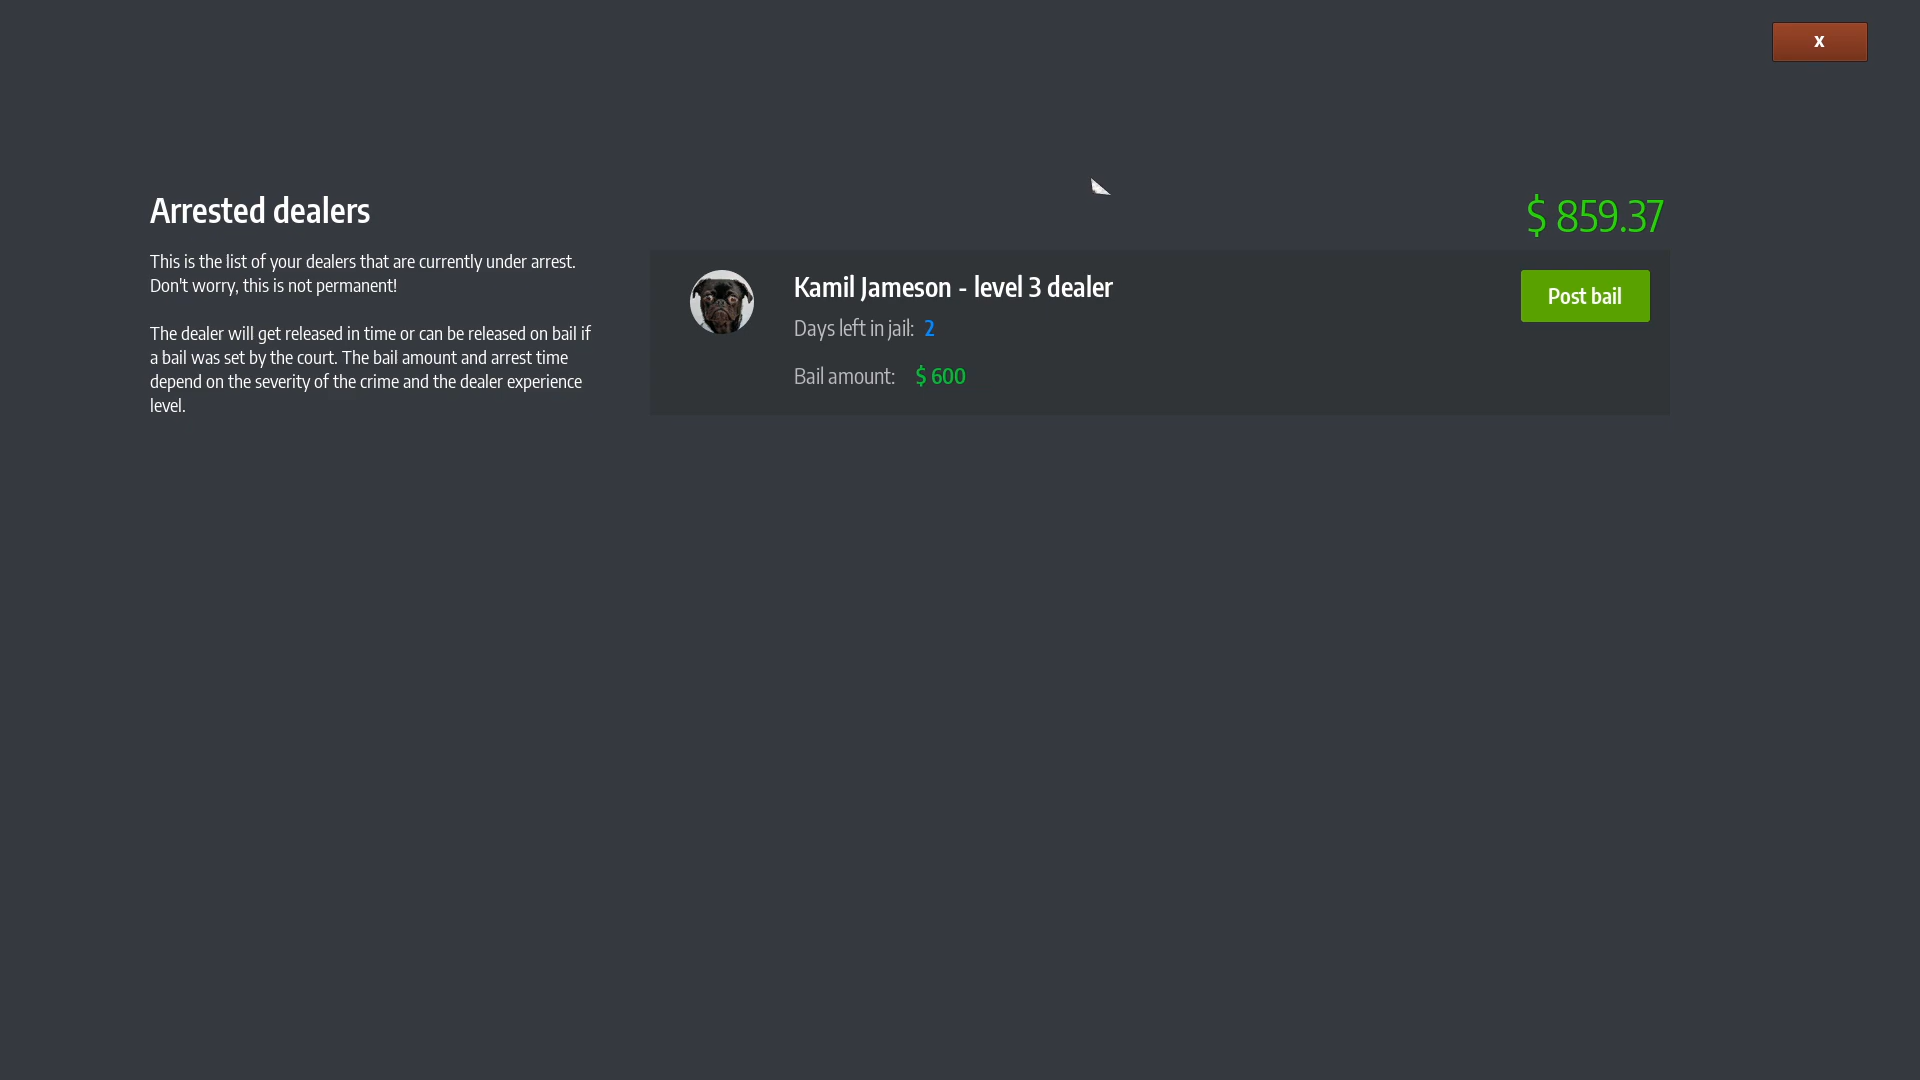 X
Arrested dealers
$ 859.37
This is the list of your dealers that are currently under arrest.
Don't worry, this is not permanent!
The dealer will get released in time or can be released on bail if
a bail was set by the court. The bail amount and arrest time
depend on the severity of the crime and the dealer experience
level.
Kamil Jameson - level 3 dealer
Days left in jail: 2
Bail amount: $ 600
Post bail